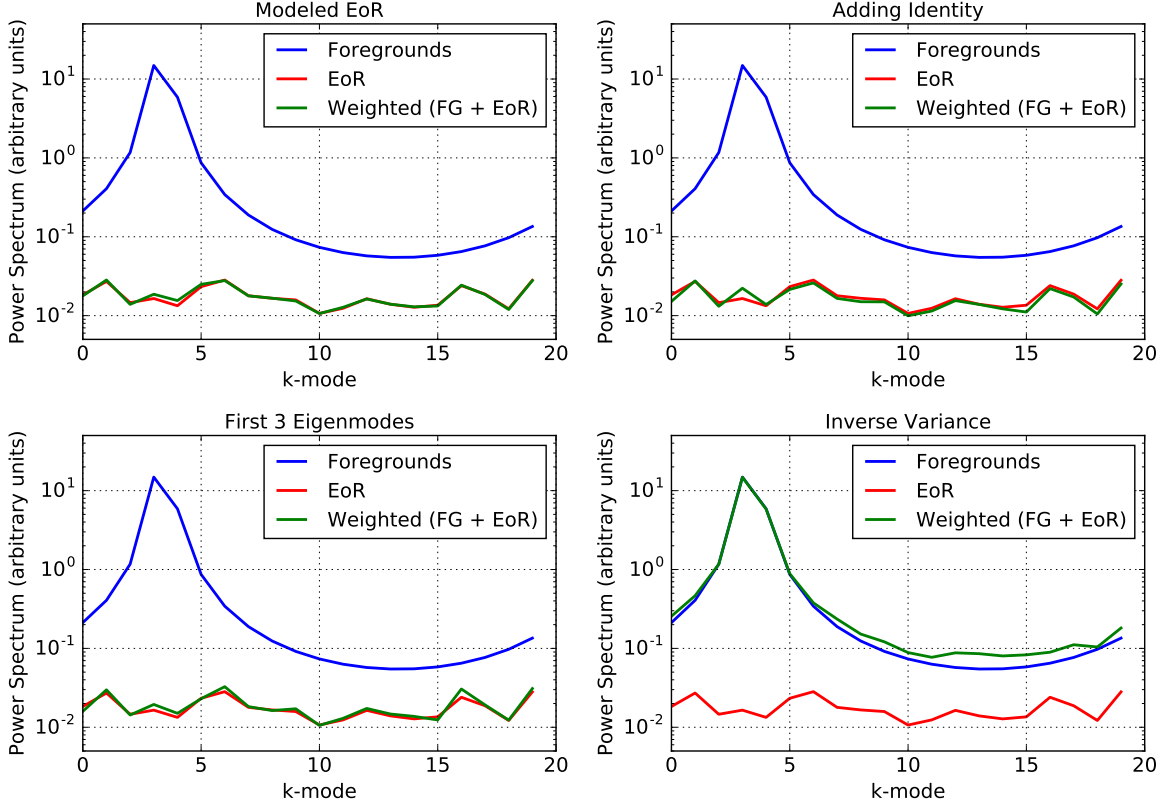 Modeled EoR
Power Spectrum (arbitrary units)
10^1
10^0
10^-1
10^-2
Foregrounds
EoR
Weighted (FG + EoR)
0 5 10 15 20
k-mode
Adding Identity
Power Spectrum (arbitrary units)
10^1
10^0
10^-1
10^-2
Foregrounds
EoR
Weighted (FG + EoR)
0 5 10 15 20
k-mode
First 3 Eigenmodes
Power Spectrum (arbitrary units)
10^1
10^0
10^-1
10^-2
Foregrounds
EoR
Weighted (FG + EoR)
0 5 10 15 20
k-mode
Inverse Variance
Power Spectrum (arbitrary units)
10^1
10^0
10^-1
10^-2
Foregrounds
EoR
Weighted (FG + EoR)
0 5 10 15 20
k-mode